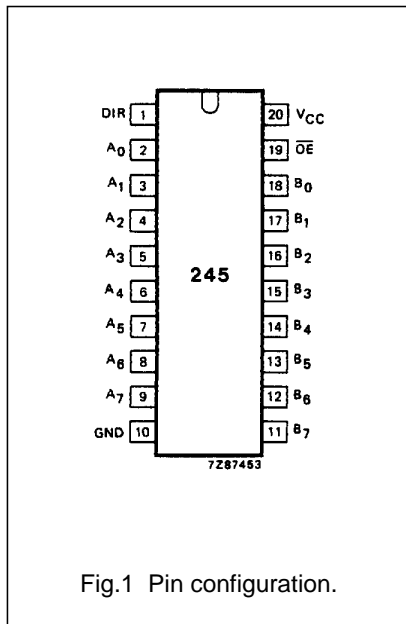 DIR 1 20 VCC
A0 2 19 OE
A1 3 18 B0
A2 4 17 B1
A3 5 16 B2
A4 6 15 B3
245
A5 7 14 B4
A6 8 13 B5
A7 9 12 B6
GND 10 11 B7
7Z87453
Fig.1 Pin configuration.